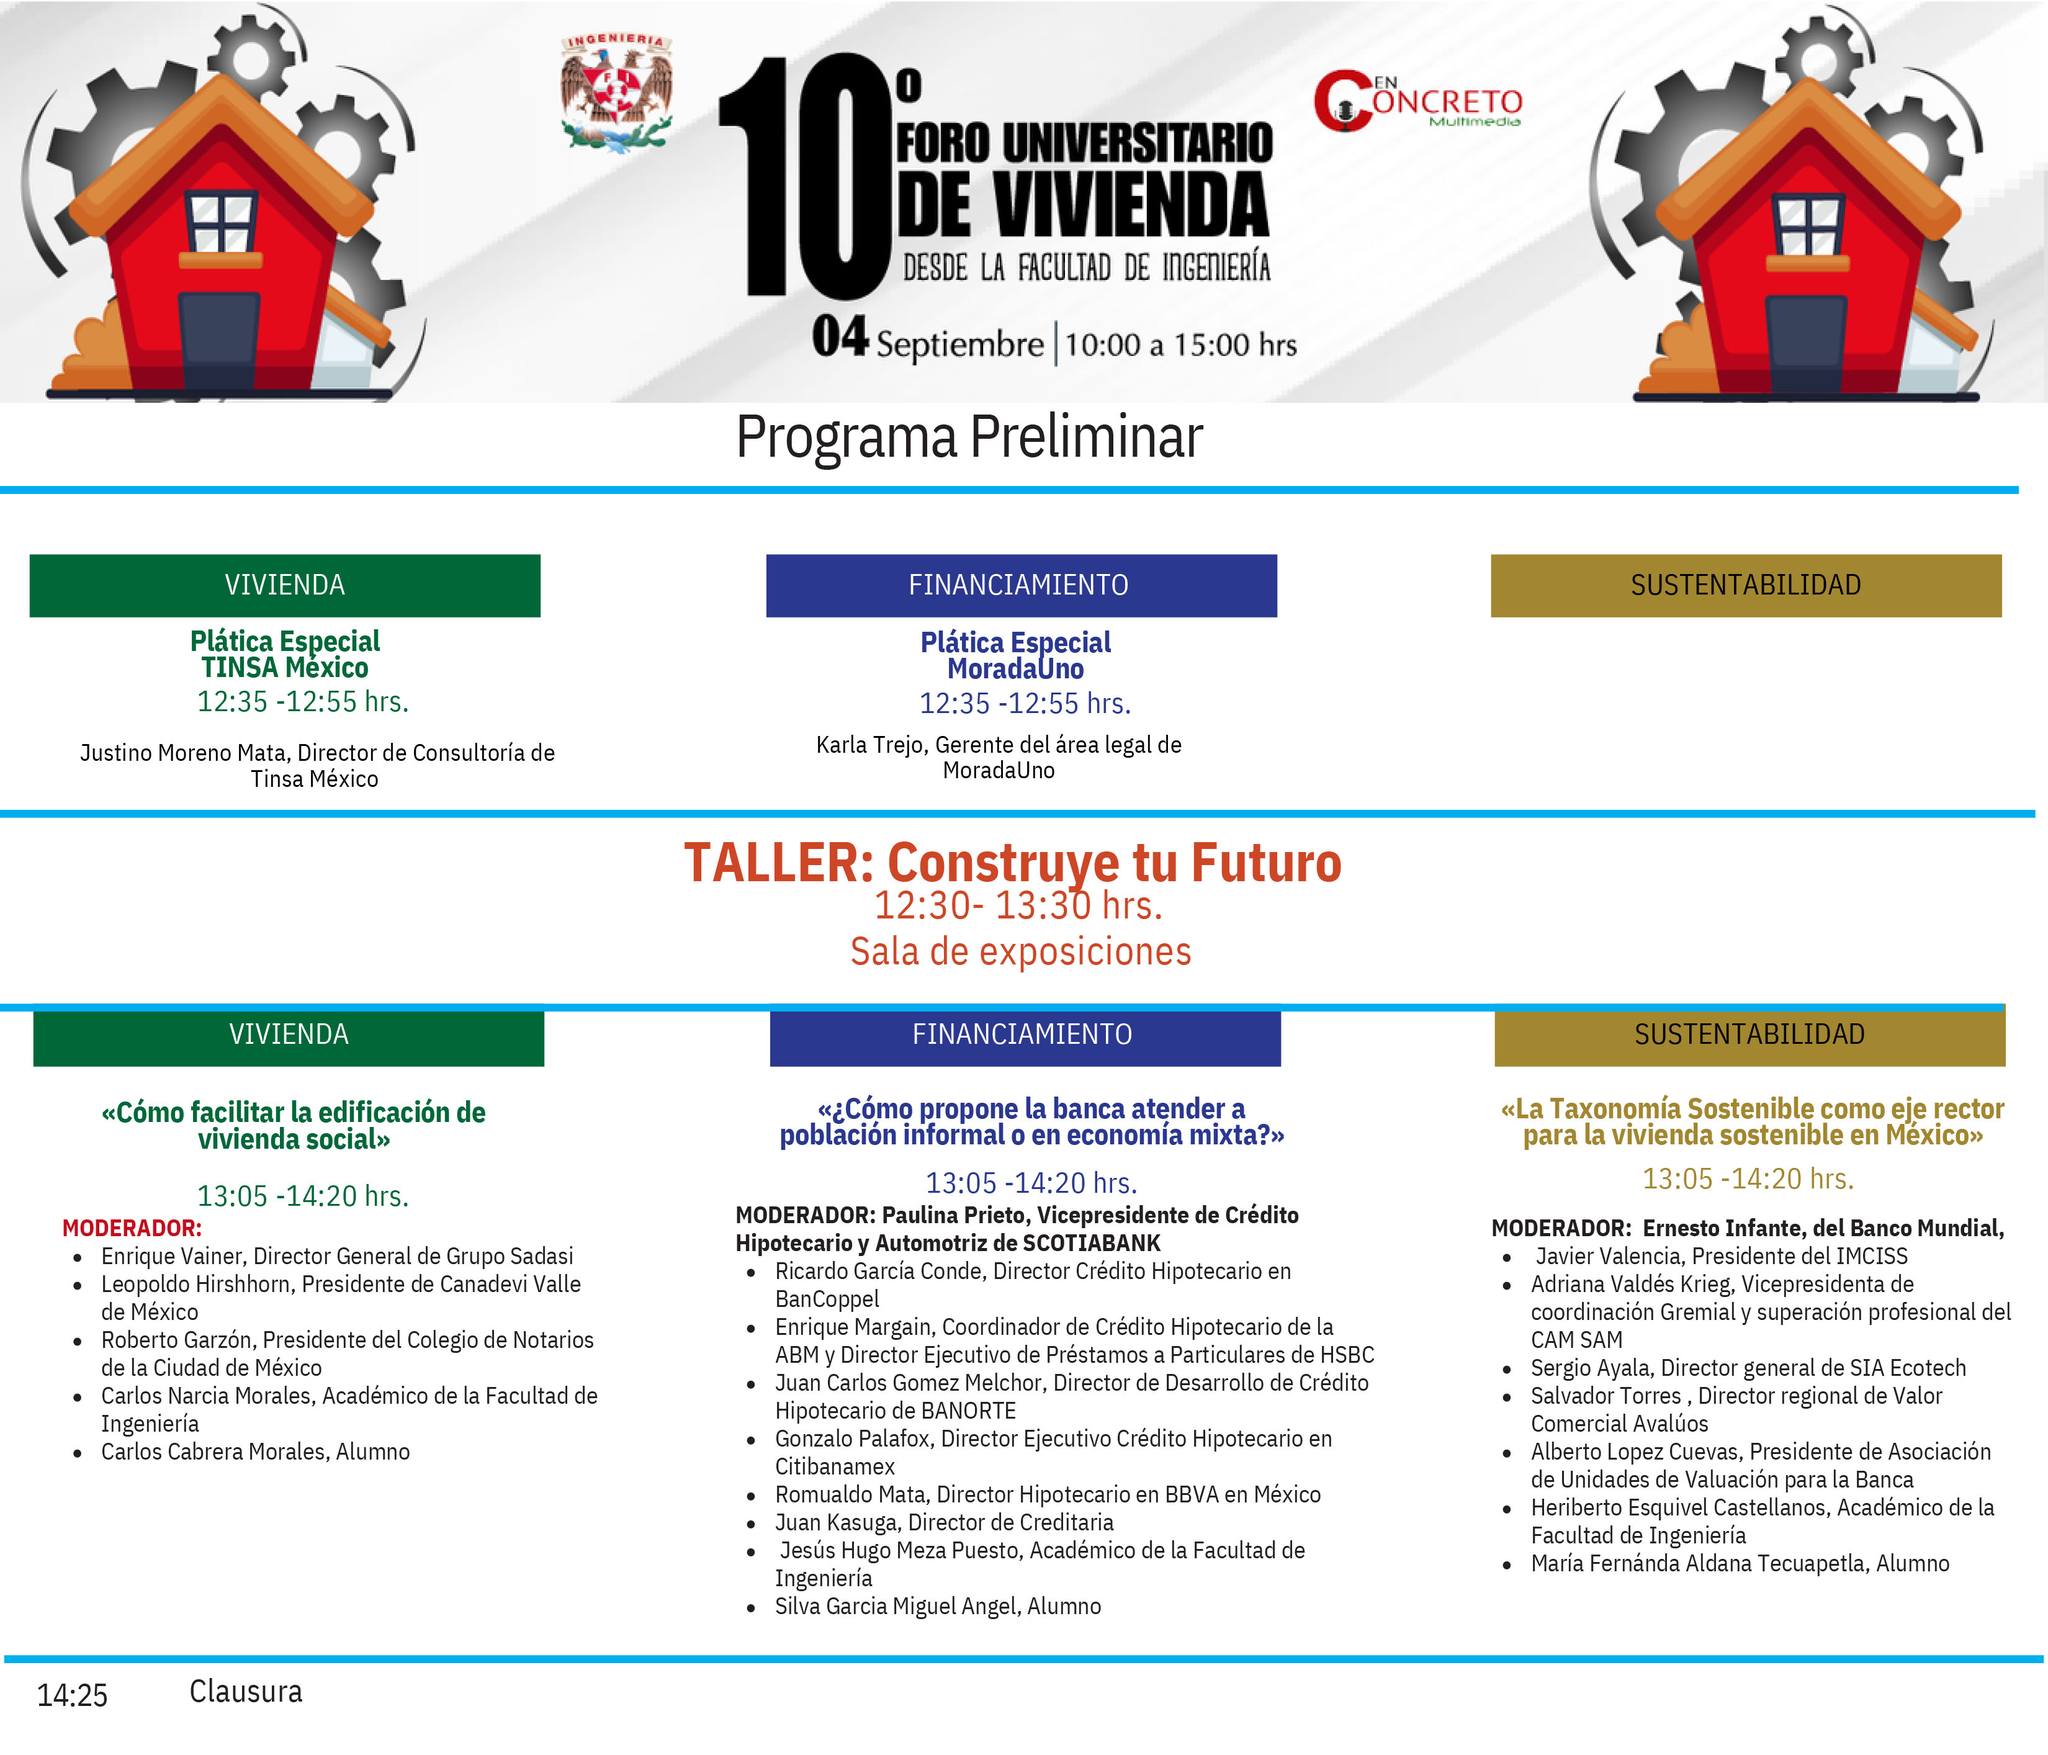 INGENIERIA
FI
10º
FORO UNIVERSITARIO
DE VIVIENDA
DESDE LA FACULTAD DE INGENIERÍA
04 Septiembre | 10:00 a 15:00 hrs
EN
CONCRETO
Multimedia
Programa Preliminar
VIVIENDA
Plática Especial
TINSA México
12:35 -12:55 hrs.
Justino Moreno Mata, Director de Consultoría de
Tinsa México
FINANCIAMIENTO
Plática Especial
MoradaUno
12:35 -12:55 hrs.
Karla Trejo, Gerente del área legal de
MoradaUno
SUSTENTABILIDAD
TALLER: Construye tu Futuro
12:30- 13:30 hrs.
Sala de exposiciones
VIVIENDA
«Cómo facilitar la edificación de
vivienda social»
13:05 -14:20 hrs.
MODERADOR:
• Enrique Vainer, Director General de Grupo Sadasi
• Leopoldo Hirshhorn, Presidente de Canadevi Valle
de México
• Roberto Garzón, Presidente del Colegio de Notarios
de la Ciudad de México
• Carlos Narcia Morales, Académico de la Facultad de
Ingeniería
• Carlos Cabrera Morales, Alumno
FINANCIAMIENTO
«¿Cómo propone la banca atender a
población informal o en economía mixta?»
13:05 -14:20 hrs.
MODERADOR: Paulina Prieto, Vicepresidente de Crédito
Hipotecario y Automotriz de SCOTIABANK
• Ricardo García Conde, Director Crédito Hipotecario en
BanCoppel
• Enrique Margain, Coordinador de Crédito Hipotecario de la
ABM y Director Ejecutivo de Préstamos a Particulares de HSBC
• Juan Carlos Gomez Melchor, Director de Desarrollo de Crédito
Hipotecario de BANORTE
• Gonzalo Palafox, Director Ejecutivo Crédito Hipotecario en
Citibanamex
• Romualdo Mata, Director Hipotecario en BBVA en México
• Juan Kasuga, Director de Creditaria
• Jesús Hugo Meza Puesto, Académico de la Facultad de
Ingeniería
• Silva Garcia Miguel Angel, Alumno
SUSTENTABILIDAD
«La Taxonomía Sostenible como eje rector
para la vivienda sostenible en México»
13:05 -14:20 hrs.
MODERADOR: Ernesto Infante, del Banco Mundial,
• Javier Valencia, Presidente del IMCISS
• Adriana Valdés Krieg, Vicepresidenta de
coordinación Gremial y superación profesional del
CAM SAM
• Sergio Ayala, Director general de SIA Ecotech
• Salvador Torres , Director regional de Valor
Comercial Avalúos
• Alberto Lopez Cuevas, Presidente de Asociación
de Unidades de Valuación para la Banca
• Heriberto Esquivel Castellanos, Académico de la
Facultad de Ingeniería
• María Fernánda Aldana Tecuapetla, Alumno
14:25 Clausura